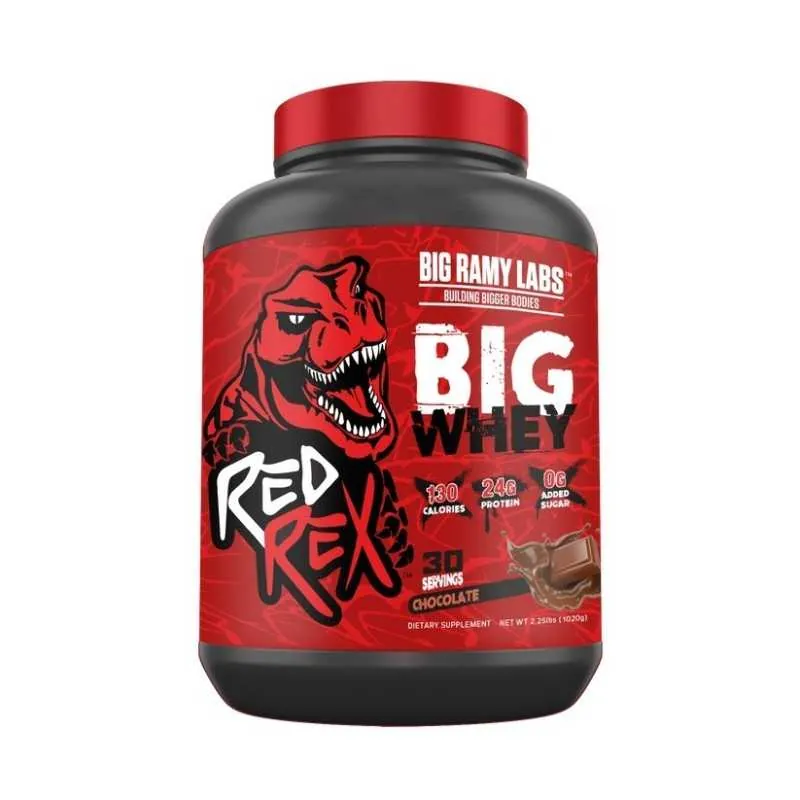 BIG RAMY LABS™
BUILDING BIGGER BODIES
BIG
WHEY
RED
REX™
130
CALORIES
24G
PROTEIN
0G
ADDED
SUGAR
30
SERVINGS
CHOCOLATE
DIETARY SUPPLEMENT NET WT 2.25lbs (1020g)